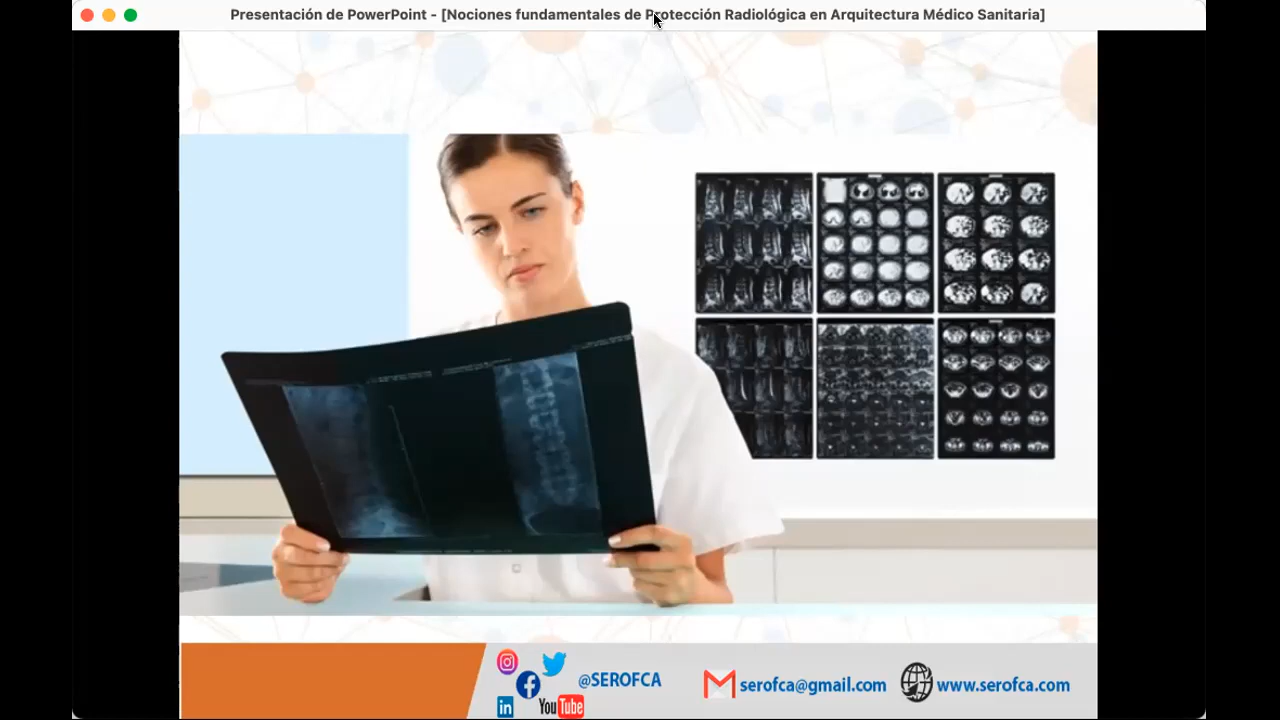 Presentación de PowerPoint - [Nociones fundamentales de Protección Radiológica en Arquitectura Médico Sanitaria]
@SEROFCA
serofca@gmail.com
www.serofca.com
in
YouTube